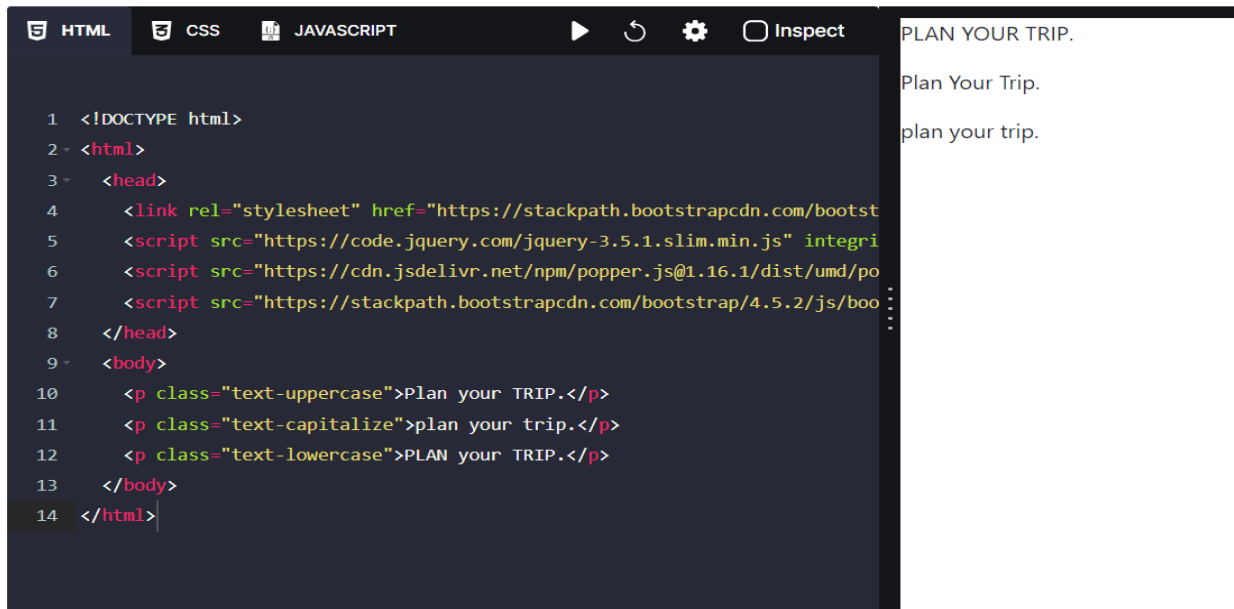 HTML CSS JAVASCRIPT Inspect
1 <!DOCTYPE html>
2 <html>
3 <head>
4 <link rel="stylesheet" href="https://stackpath.bootstrapcdn.com/bootst
5 <script src="https://code.jquery.com/jquery-3.5.1.slim.min.js" integri
6 <script src="https://cdn.jsdelivr.net/npm/popper.js@1.16.1/dist/umd/po
7 <script src="https://stackpath.bootstrapcdn.com/bootstrap/4.5.2/js/boo
8 </head>
9 <body>
10 <p class="text-uppercase">Plan your TRIP.</p>
11 <p class="text-capitalize">plan your trip.</p>
12 <p class="text-lowercase">PLAN your TRIP.</p>
13 </body>
14 </html>
PLAN YOUR TRIP.
Plan Your Trip.
plan your trip.